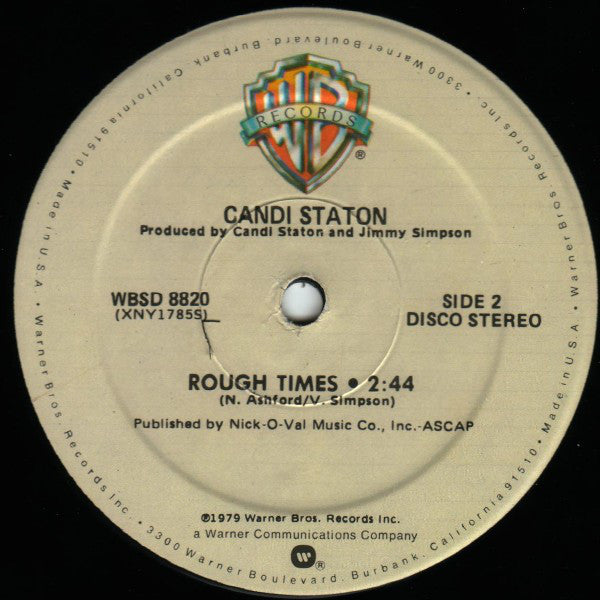 WB
RECORDS
®
CANDI STATON
Produced by Candi Staton and Jimmy Simpson
WBSD 8820
(XNY1785S)
SIDE 2
DISCO STEREO
ROUGH TIMES • 2:44
(N. Ashford/V. Simpson)
Published by Nick-O-Val Music Co., Inc.-ASCAP
℗1979 Warner Bros. Records Inc.
a Warner Communications Company
W ®
Made in U.S.A. • Warner Bros. Records Inc. • 3300 Warner Boulevard, Burbank, California 91510 • Made in U.S.A. • Warner Bros. Records Inc. • 3300 Warner Boulevard, Burbank, California 91510 •